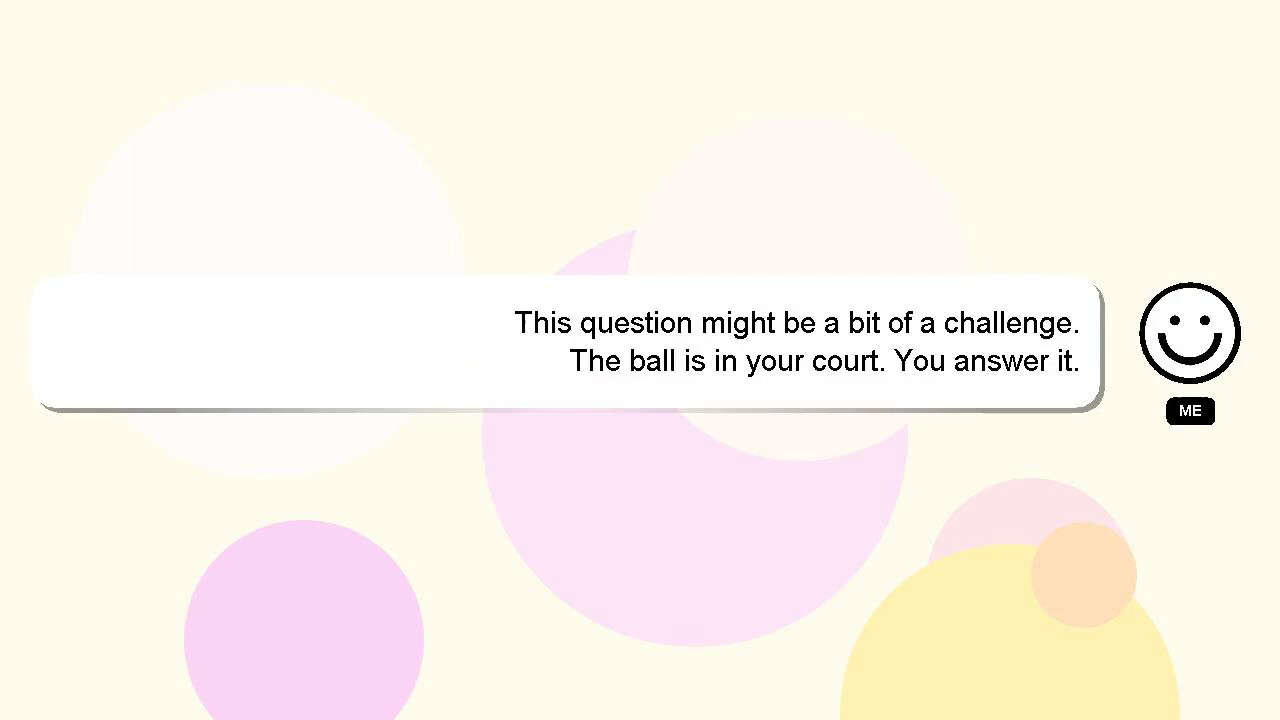 This question might be a bit of a challenge.
The ball is in your court. You answer it.
ME